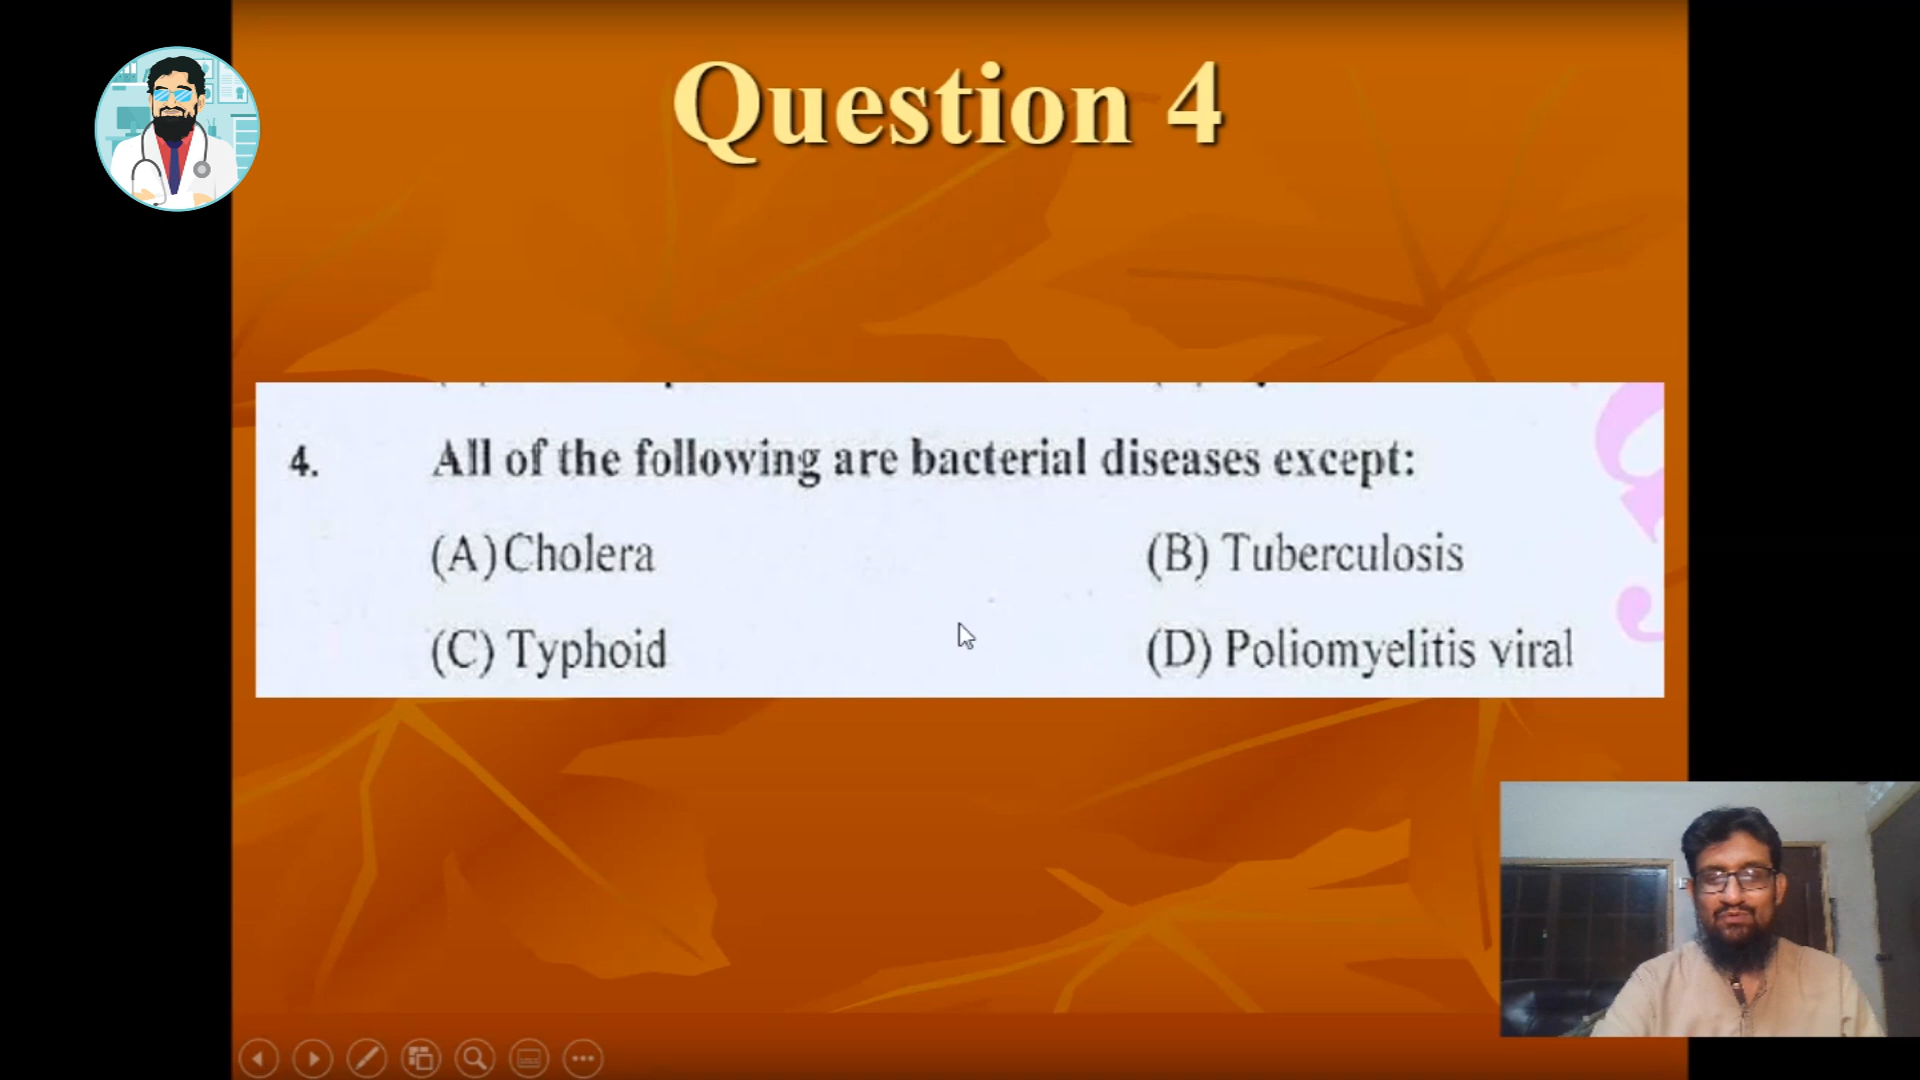 Question 4
4. All of the following are bacterial diseases except:
(A) Cholera (B) Tuberculosis
(C) Typhoid (D) Poliomyelitis viral